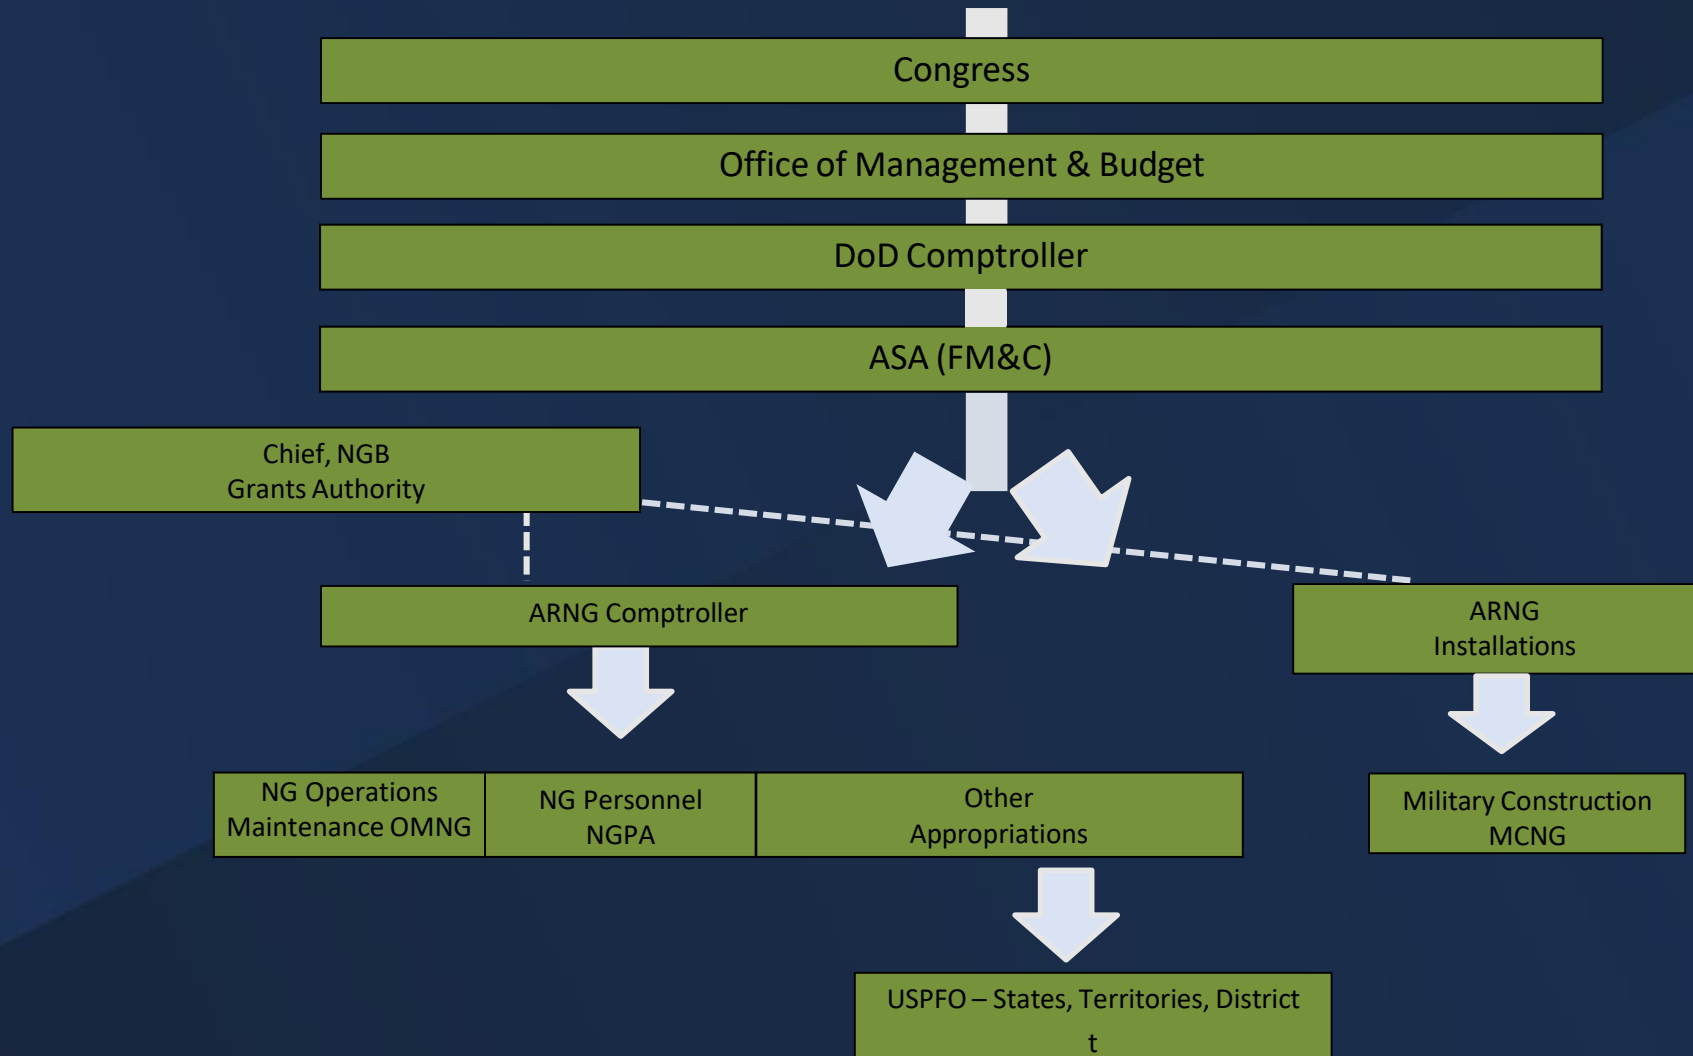 Congress
Office of Management & Budget
DoD Comptroller
ASA (FM&C)
Chief, NGB
Grants Authority
ARNG Comptroller
ARNG
Installations
NG Operations
Maintenance OMNG
NG Personnel
NGPA
Other
Appropriations
Military Construction
MCNG
USPFO – States, Territories, District
t